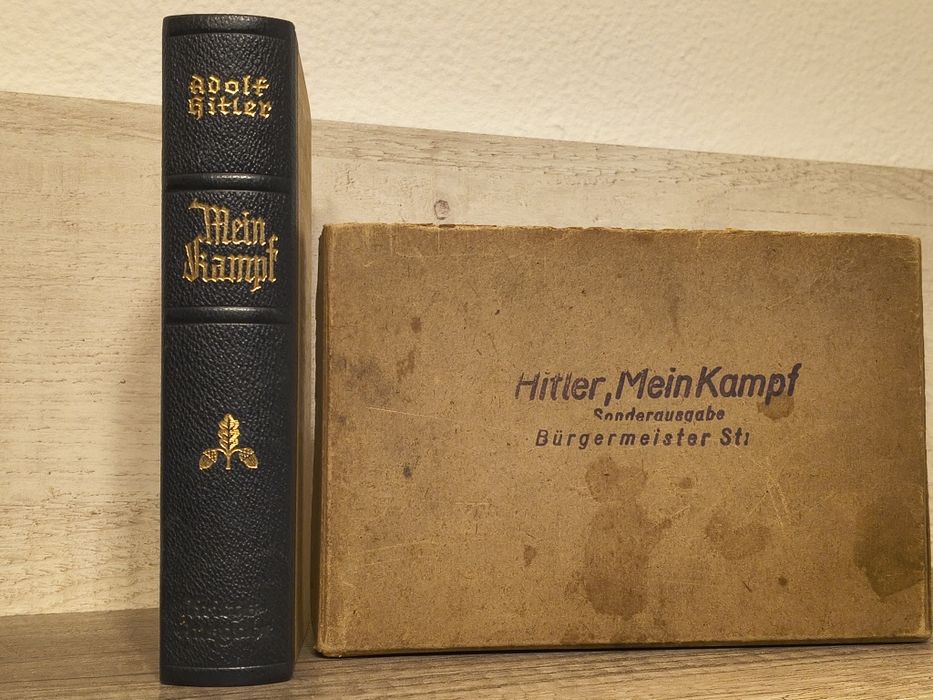 Adolf
Hitler
Mein
Kampf
Hitler, Mein Kampf
Sonderausgabe
Bürgermeister